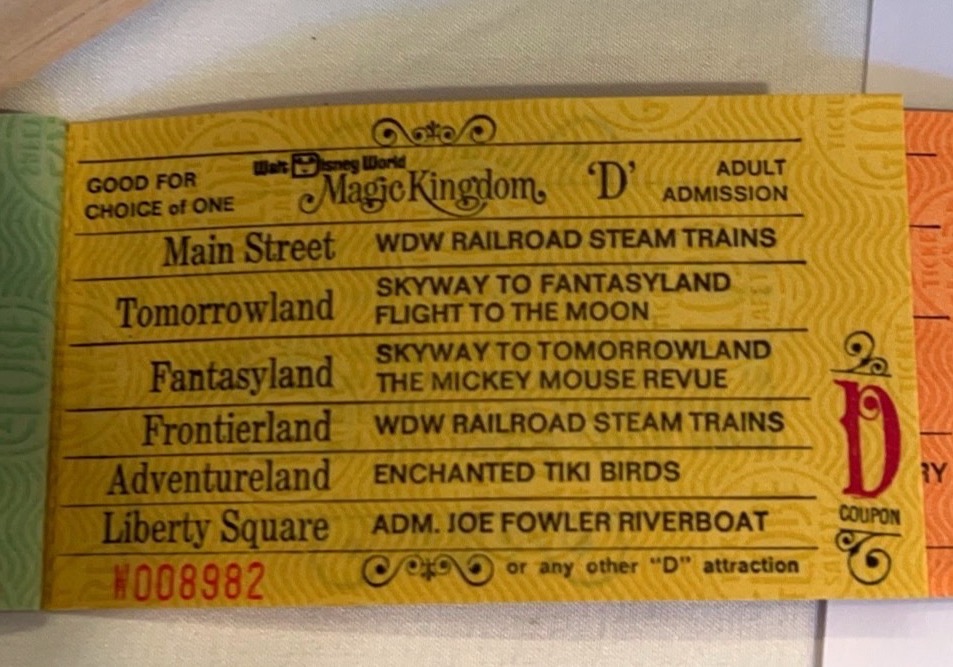 GOOD FOR
CHOICE of ONE
Walt Disney World
Magic Kingdom
'D'
ADULT
ADMISSION
Main Street WDW RAILROAD STEAM TRAINS
Tomorrowland SKYWAY TO FANTASYLAND
FLIGHT TO THE MOON
Fantasyland SKYWAY TO TOMORROWLAND
THE MICKEY MOUSE REVUE
Frontierland WDW RAILROAD STEAM TRAINS
Adventureland ENCHANTED TIKI BIRDS
Liberty Square ADM. JOE FOWLER RIVERBOAT
or any other "D" attraction
W008982
D
COUPON
RY